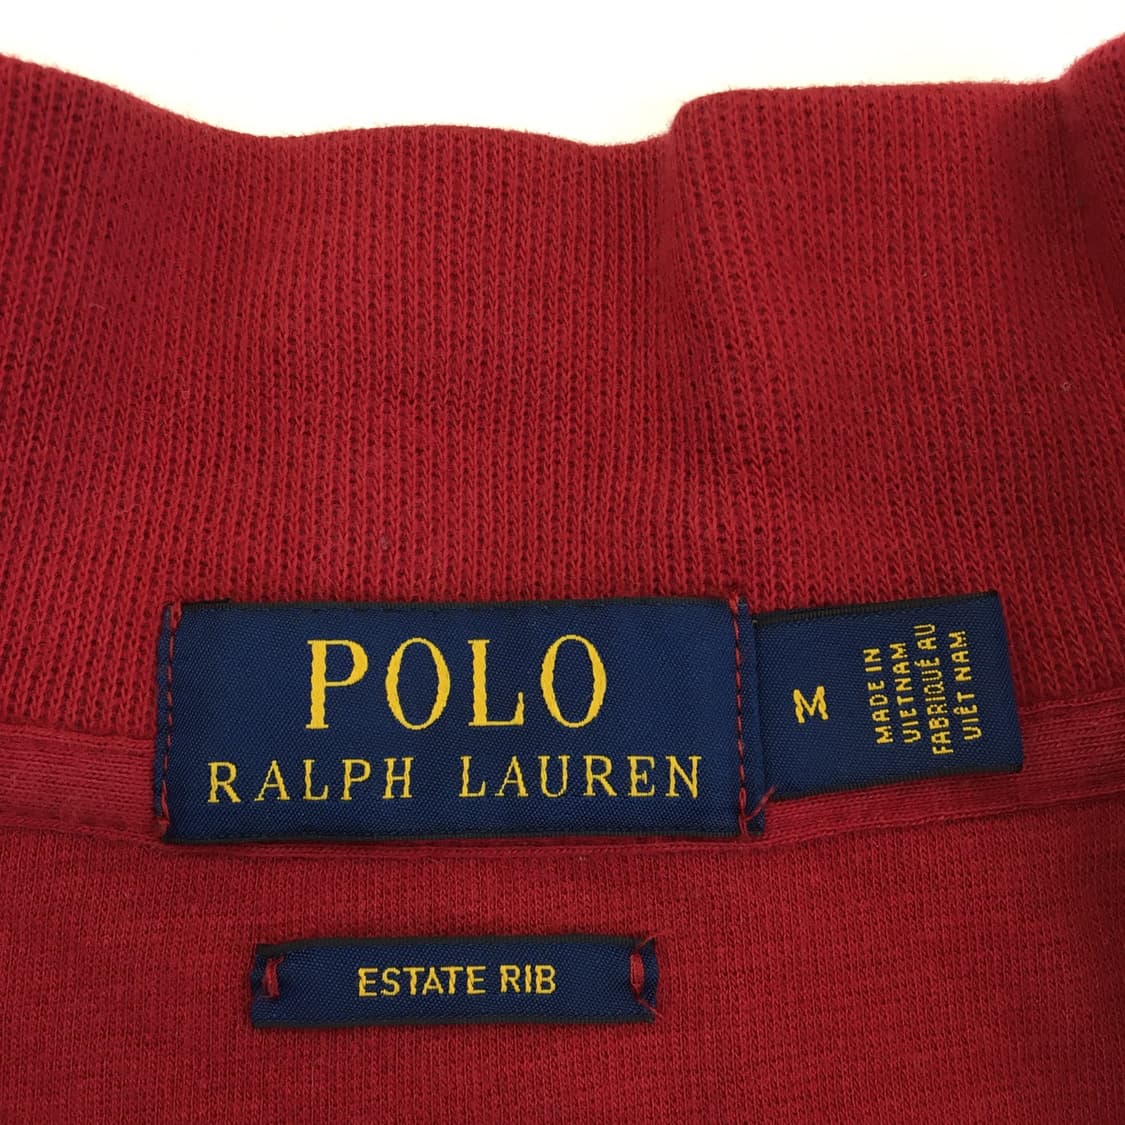 POLO
RALPH LAUREN
M
MADE IN
VIETNAM
FABRIQUÉ AU
VIÊT NAM
ESTATE RIB